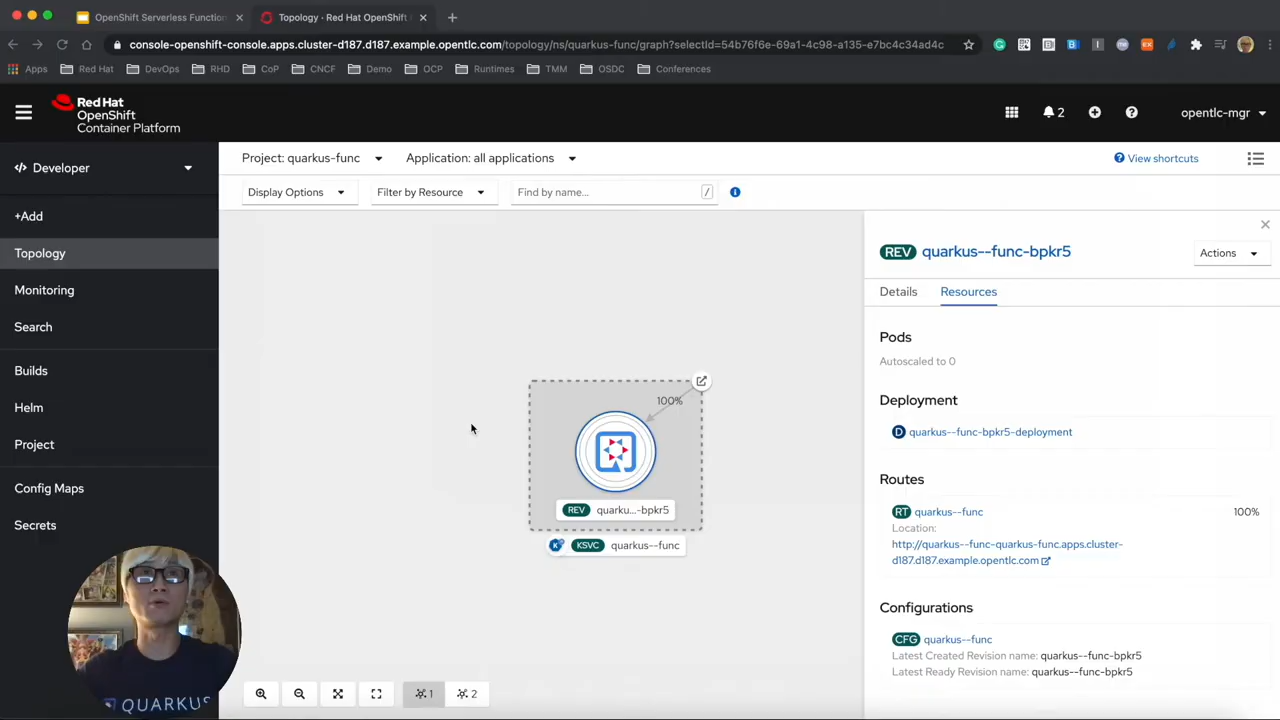 OpenShift Serverless Function
Topology · Red Hat OpenShift
console-openshift-console.apps.cluster-d187.d187.example.opentlc.com/topology/ns/quarkus-func/graph?selectId=54b76f6e-69a1-4c98-a135-e7bc4c34ad4c
Apps Red Hat DevOps RHD CoP CNCF Demo OCP Runtimes TMM OSDC Conferences
Red Hat
OpenShift
Container Platform
2
opentlc-mgr
Developer
Project: quarkus-func
Application: all applications
View shortcuts
Display Options
Filter by Resource
Find by name...
/
+Add
Topology
Monitoring
Search
Builds
Helm
Project
Config Maps
Secrets
100%
REV quarku...-bpkr5
KSVC quarkus--func
1
2
REV quarkus--func-bpkr5
Actions
Details
Resources
Pods
Autoscaled to 0
Deployment
D quarkus--func-bpkr5-deployment
Routes
RT quarkus--func 100%
Location:
http://quarkus--func-quarkus-func.apps.cluster-
d187.d187.example.opentlc.com
Configurations
CFG quarkus--func
Latest Created Revision name: quarkus--func-bpkr5
Latest Ready Revision name: quarkus--func-bpkr5
QUARKUS